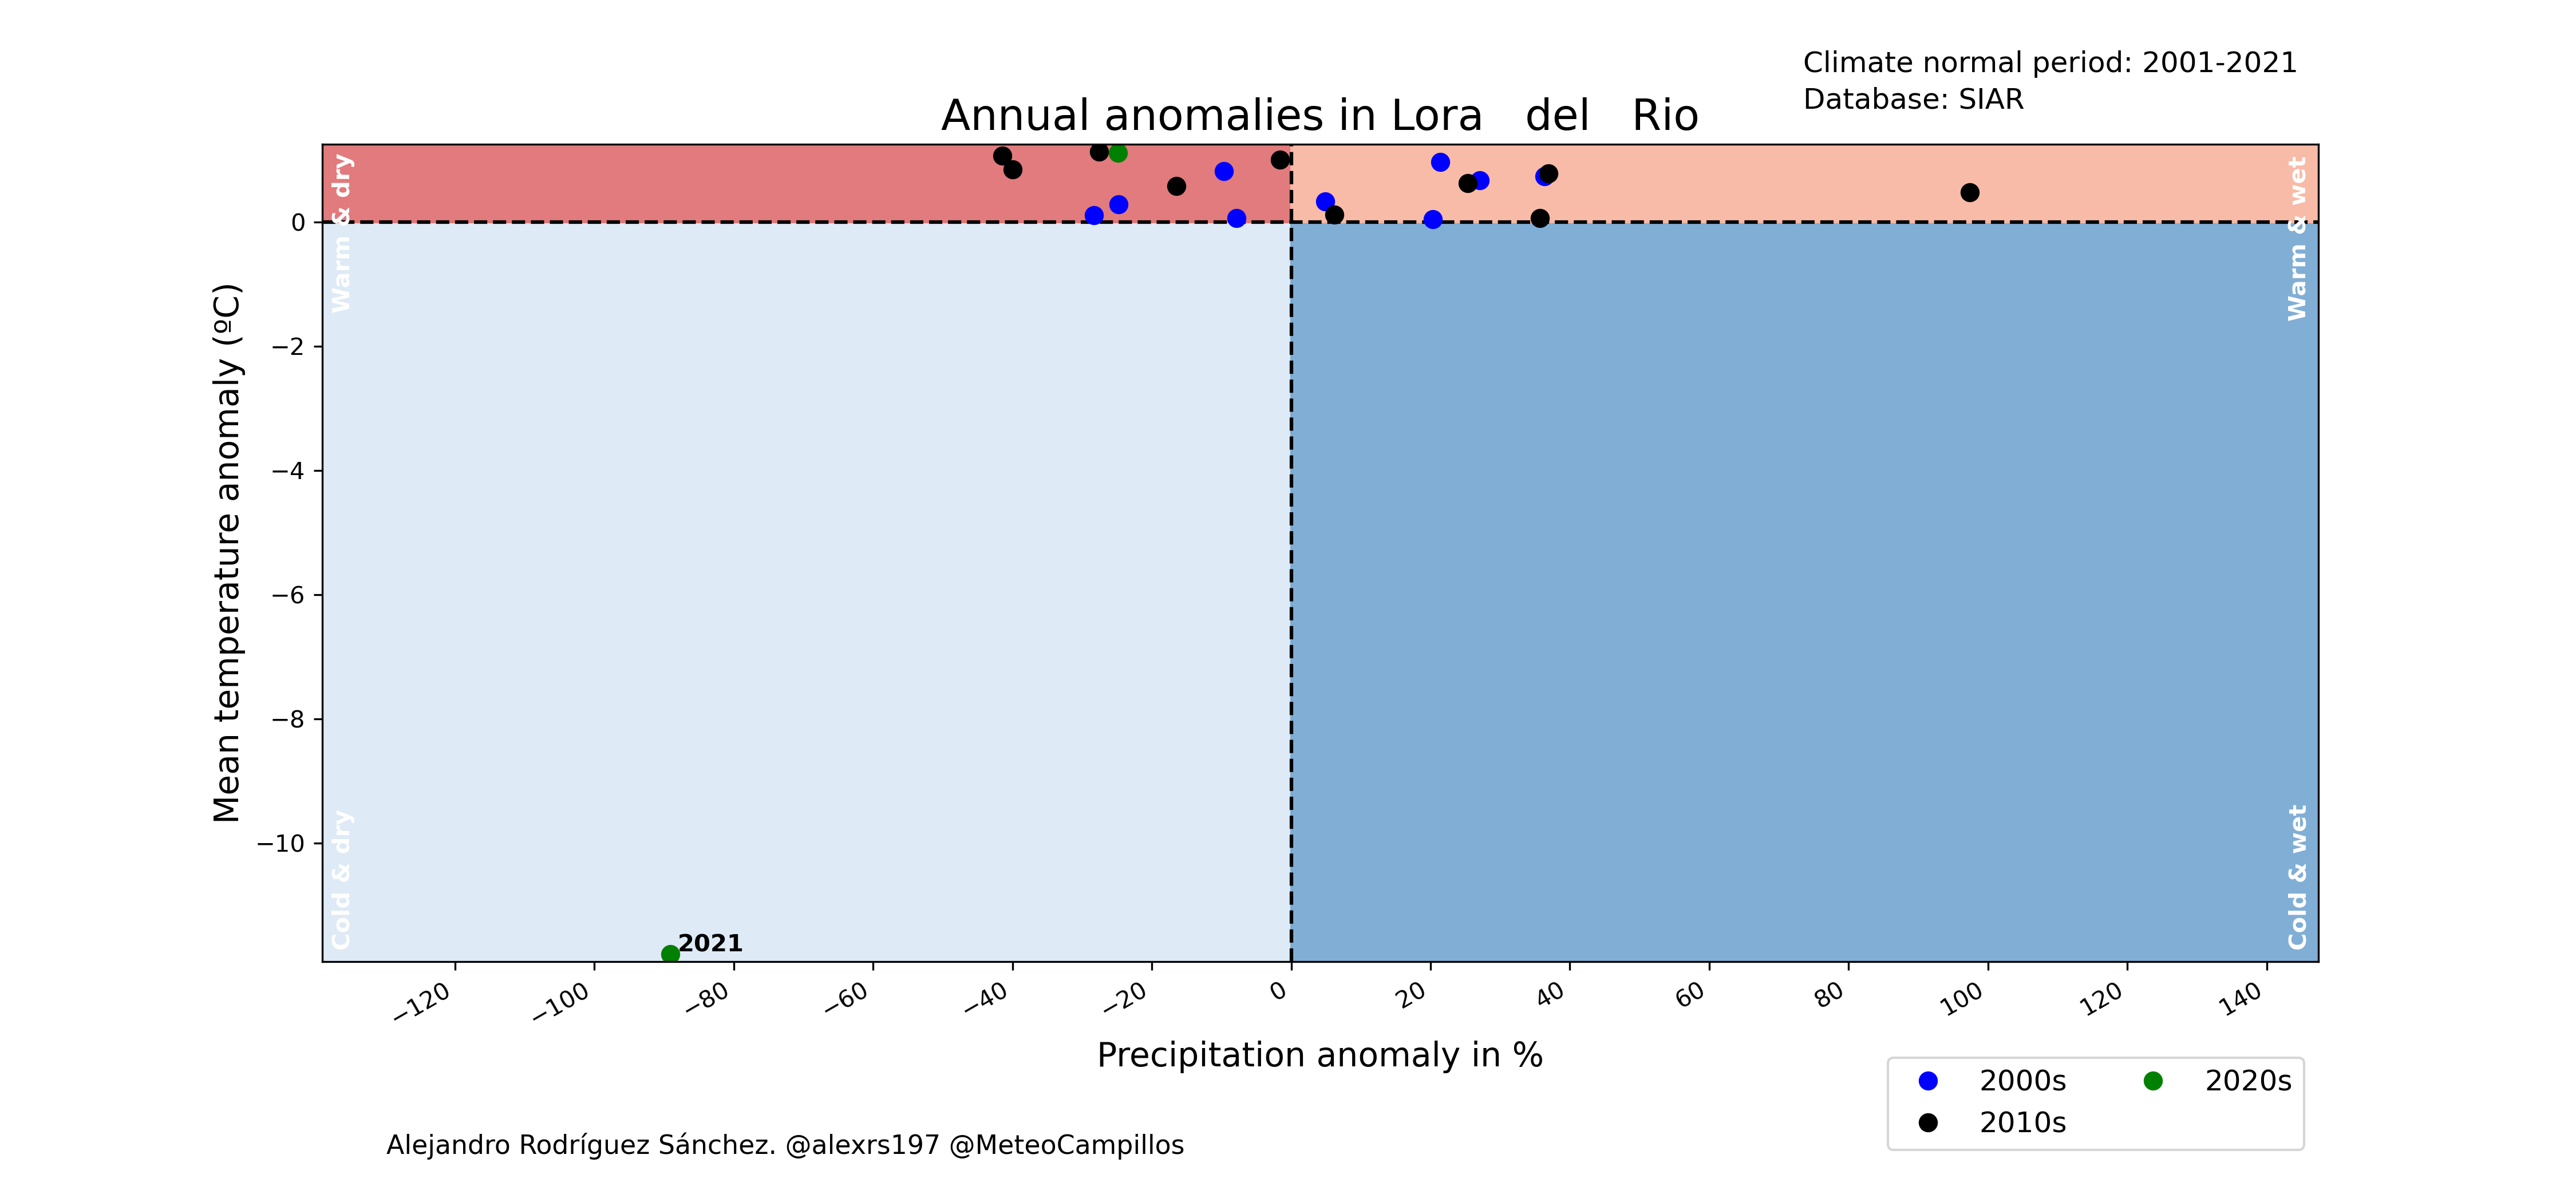 Climate normal period: 2001-2021
Database: SIAR
Annual anomalies in Lora   del   Rio
Warm & dry
Warm & wet
Mean temperature anomaly (ºC)
0
−2
−4
−6
−8
−10
Cold & dry
Cold & wet
2021
−120
−100
−80
−60
−40
−20
0
20
40
60
80
100
120
140
Precipitation anomaly in %
2000s
2010s
2020s
Alejandro Rodríguez Sánchez. @alexrs197 @MeteoCampillos